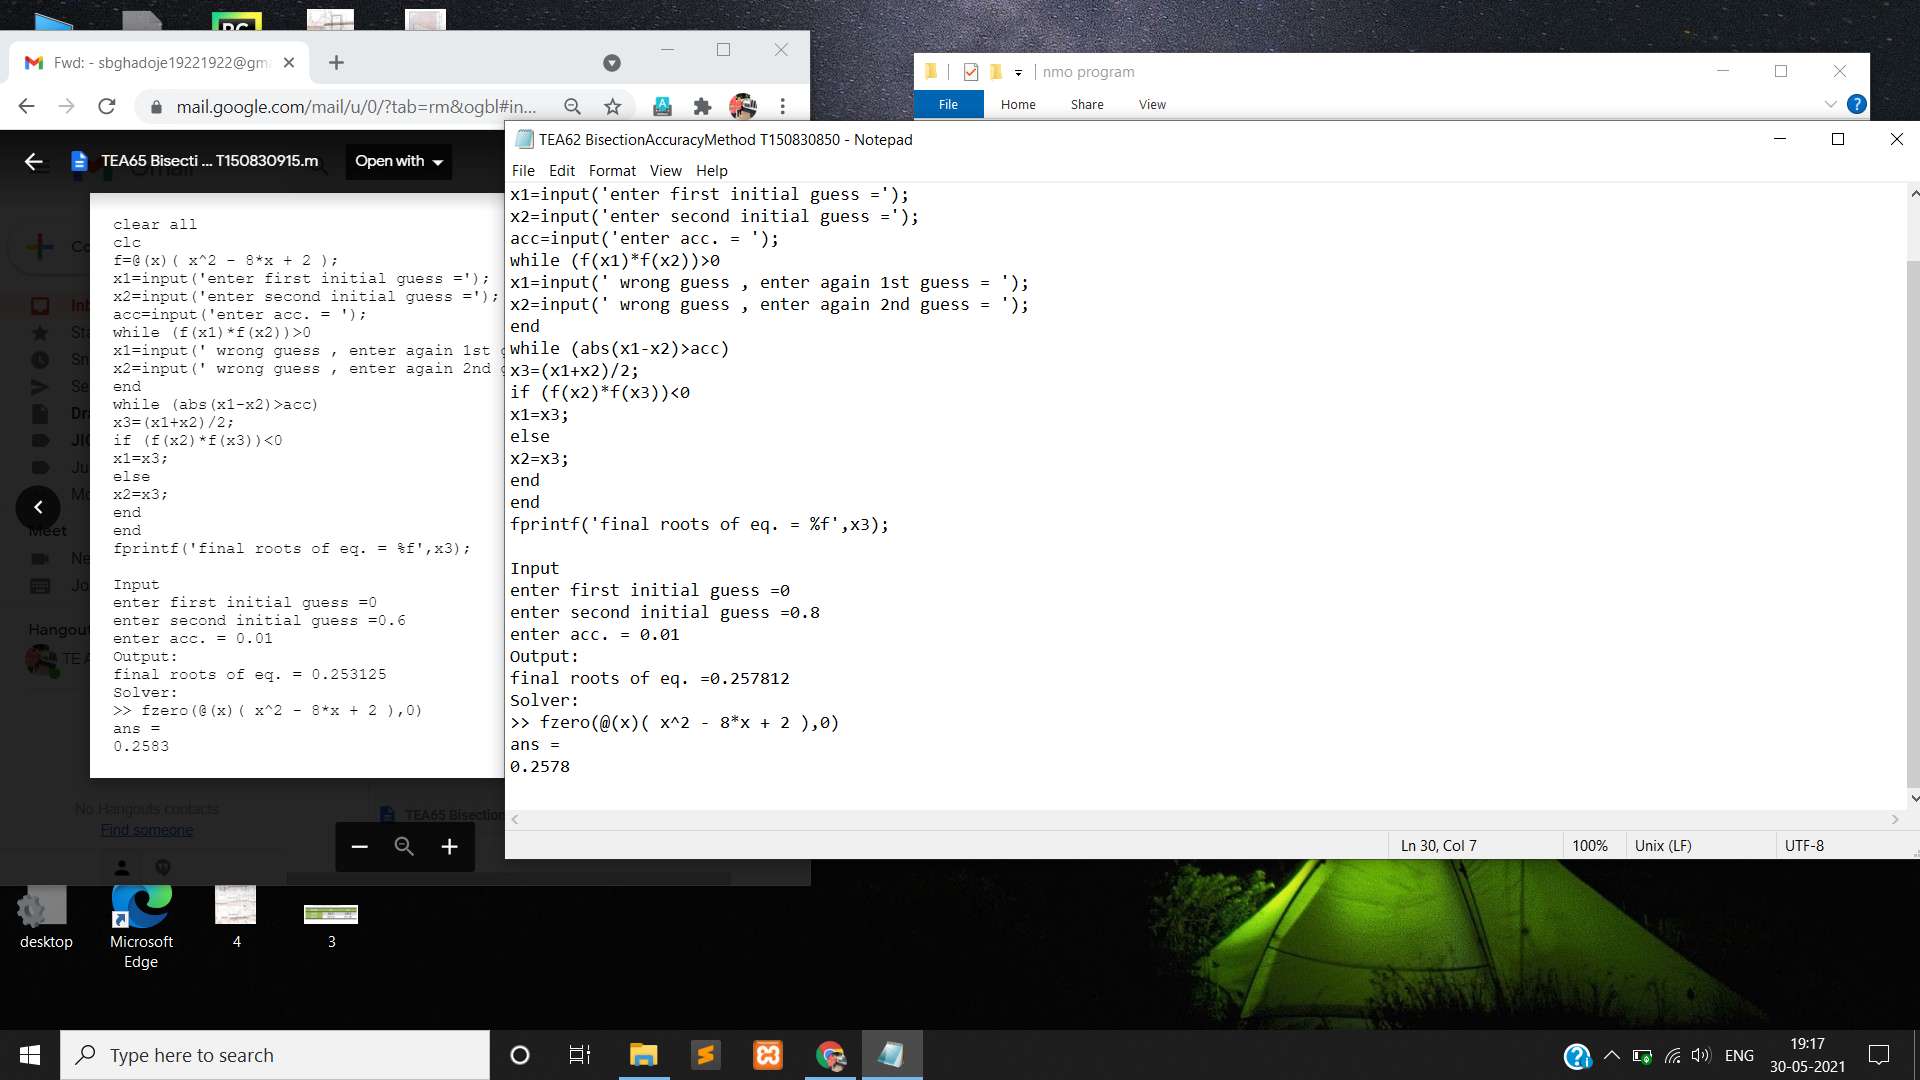 Fwd: - sbghadoje19221922@gm
mail.google.com/mail/u/0/?tab=rm&ogbl#in...
TEA65 Bisecti ... T150830915.m
Open with
clear all
clc
f=@(x)( x^2 - 8*x + 2 );
x1=input('enter first initial guess =');
x2=input('enter second initial guess =');
acc=input('enter acc. = ');
while (f(x1)*f(x2))>0
x1=input(' wrong guess , enter again 1st
x2=input(' wrong guess , enter again 2nd
end
while (abs(x1-x2)>acc)
x3=(x1+x2)/2;
if (f(x2)*f(x3))<0
x1=x3;
else
x2=x3;
end
end
fprintf('final roots of eq. = %f',x3);
Input
enter first initial guess =0
enter second initial guess =0.6
enter acc. = 0.01
Output:
final roots of eq. = 0.253125
Solver:
>> fzero(@(x)( x^2 - 8*x + 2 ),0)
ans =
0.2583
Meet
Hangou
TE
No Hangouts contacts
Find someone
TEA65 Bisection
nmo program
File Home Share View
TEA62 BisectionAccuracyMethod T150830850 - Notepad
File Edit Format View Help
x1=input('enter first initial guess =');
x2=input('enter second initial guess =');
acc=input('enter acc. = ');
while (f(x1)*f(x2))>0
x1=input(' wrong guess , enter again 1st guess = ');
x2=input(' wrong guess , enter again 2nd guess = ');
end
while (abs(x1-x2)>acc)
x3=(x1+x2)/2;
if (f(x2)*f(x3))<0
x1=x3;
else
x2=x3;
end
end
fprintf('final roots of eq. = %f',x3);
Input
enter first initial guess =0
enter second initial guess =0.8
enter acc. = 0.01
Output:
final roots of eq. =0.257812
Solver:
>> fzero(@(x)( x^2 - 8*x + 2 ),0)
ans =
0.2578
Ln 30, Col 7 100% Unix (LF) UTF-8
desktop
Microsoft Edge
4
3
Type here to search
ENG
19:17
30-05-2021